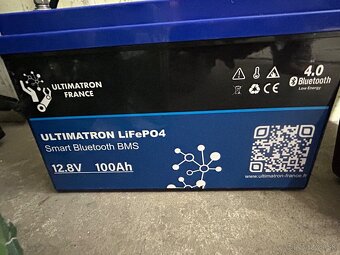 ULTIMATRON
FRANCE
4.0
Bluetooth
Low Energy
ULTIMATRON LiFePO4
Smart Bluetooth BMS
12.8V 100Ah
www.ultimatron-france.fr